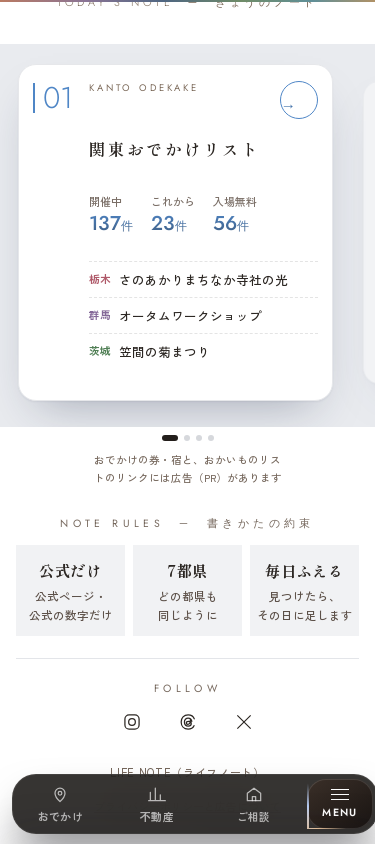 TODAY'S NOTE — きょうのノート
01
KANTO ODEKAKE
→
関東おでかけリスト
開催中 これから 入場無料
137件 23件 56件
栃木 さのあかりまちなか寺社の光
群馬 オータムワークショップ
茨城 笠間の菊まつり
おでかけの券・宿と、おかいものリス
トのリンクには広告（PR）があります
NOTE RULES — 書きかたの約束
公式だけ
公式ページ・
公式の数字だけ
7都県
どの都県も
同じように
毎日ふえる
見つけたら、
その日に足します
FOLLOW
LIFE NOTE（ライフノート）
おでかけ 不動産 ご相談 MENU